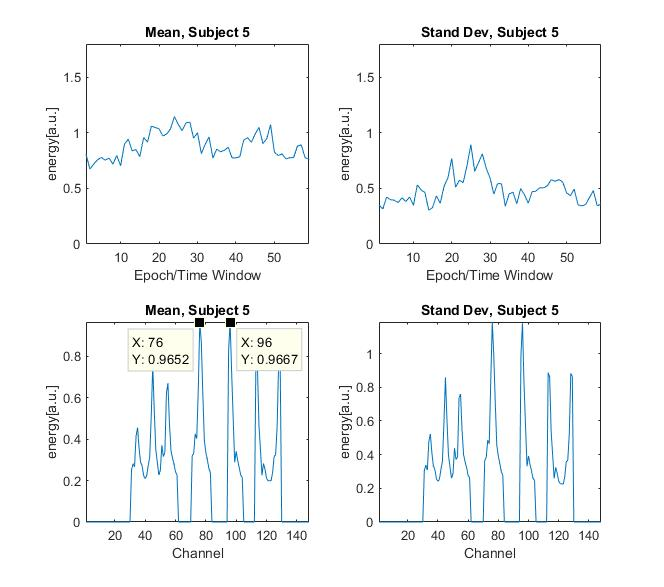 Mean, Subject 5
Stand Dev, Subject 5
1.5
1
0.5
0
energy[a.u.]
10 20 30 40 50
Epoch/Time Window
1.5
1
0.5
0
energy[a.u.]
10 20 30 40 50
Epoch/Time Window
Mean, Subject 5
Stand Dev, Subject 5
X: 76
Y: 0.9652
X: 96
Y: 0.9667
0.8
0.6
0.4
0.2
0
energy[a.u.]
20 40 60 80 100 120 140
Channel
1
0.8
0.6
0.4
0.2
0
energy[a.u.]
20 40 60 80 100 120 140
Channel